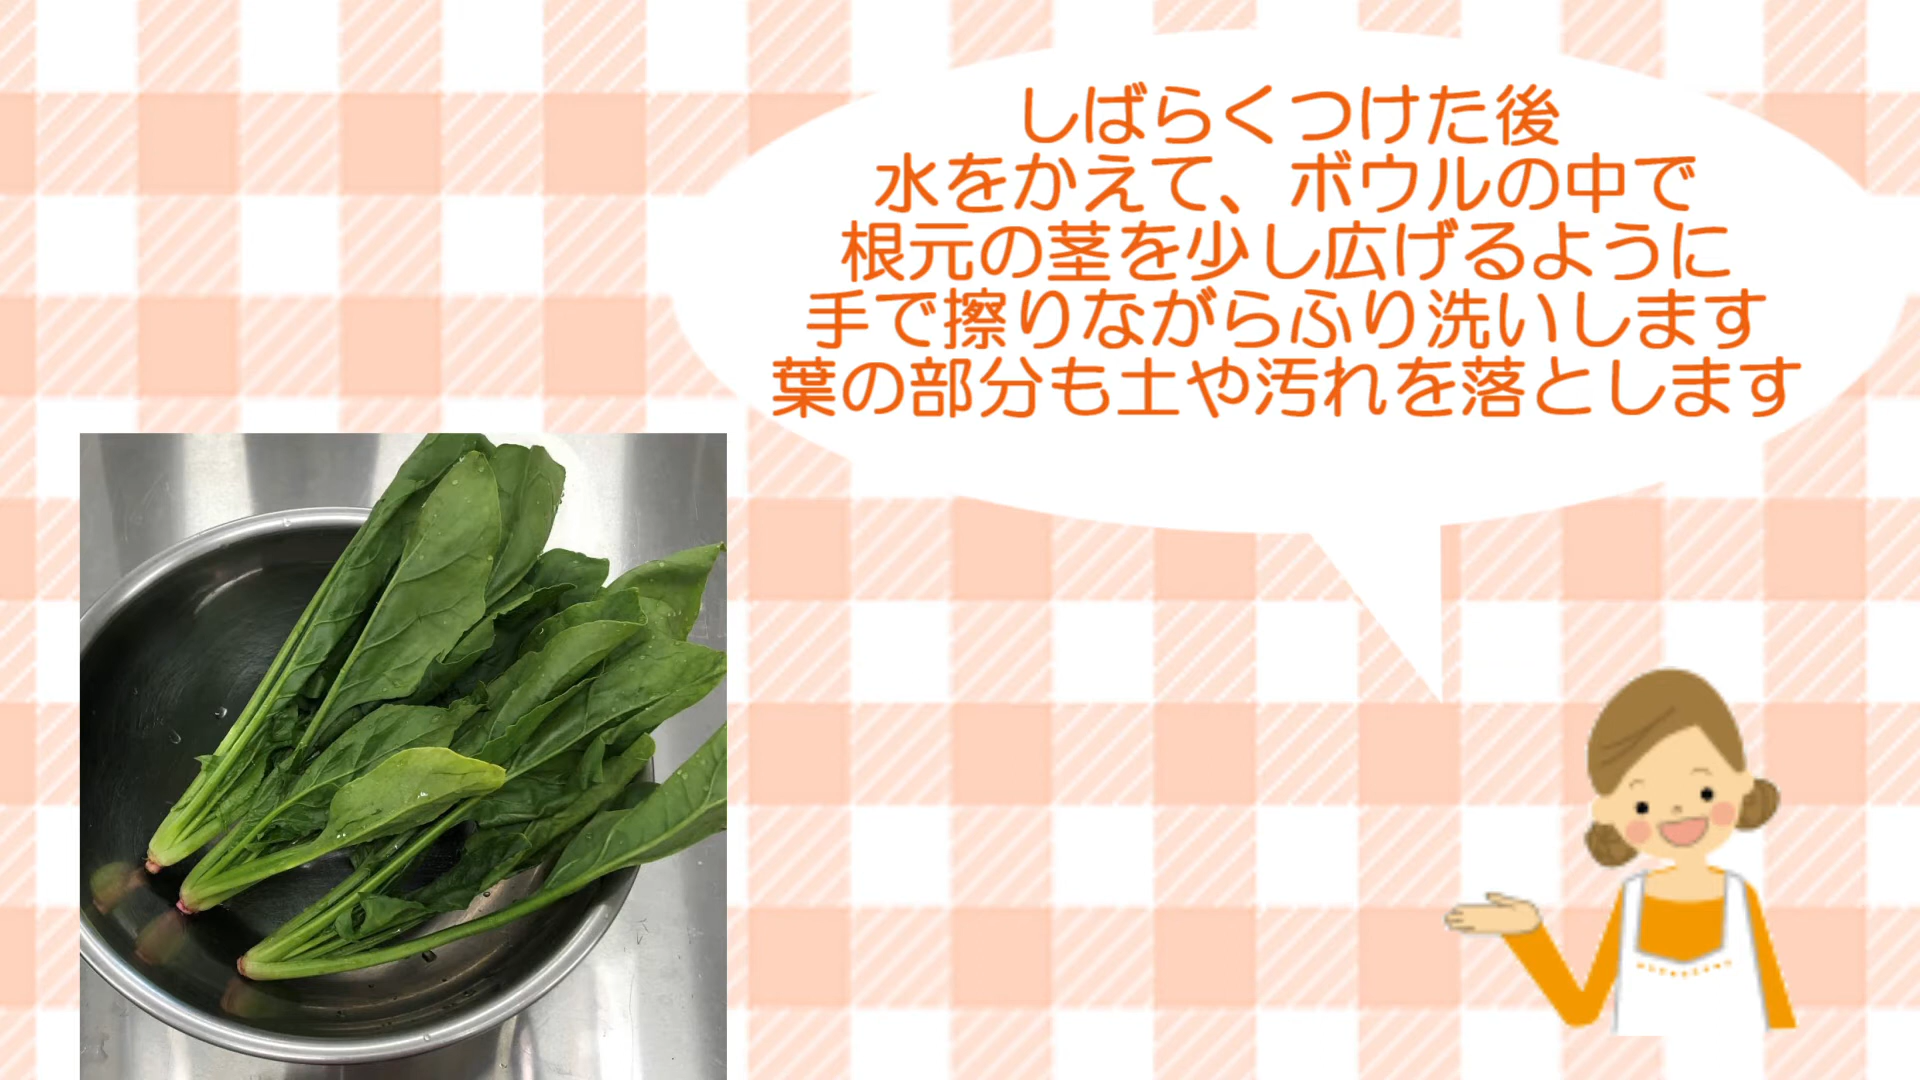 しばらくつけた後
水をかえて、ボウルの中で
根元の茎を少し広げるように
手で擦りながらふり洗いします
葉の部分も土や汚れを落とします